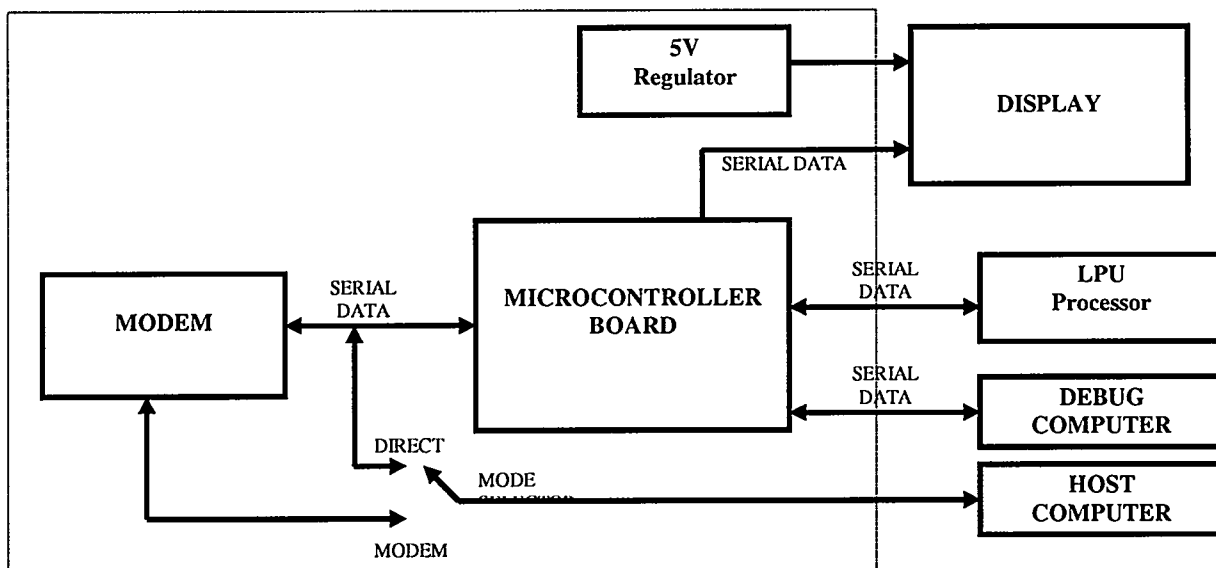 5V
Regulator
DISPLAY
SERIAL DATA
MODEM
SERIAL
DATA
MICROCONTROLLER
BOARD
SERIAL
DATA
LPU
Processor
SERIAL
DATA
DEBUG
COMPUTER
DIRECT
MODE
HOST
COMPUTER
MODEM